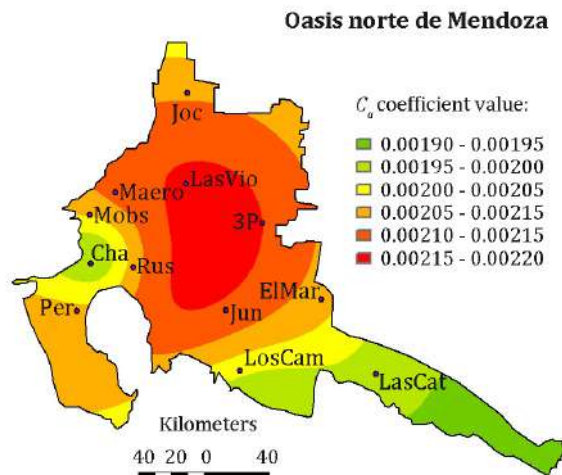 Oasis norte de Mendoza
Cₐ coefficient value:
0.00190 - 0.00195
0.00195 - 0.00200
0.00200 - 0.00205
0.00205 - 0.00215
0.00210 - 0.00215
0.00215 - 0.00220
Joc
LasVio
Maero
Mobs
3P
Cha
Rus
ElMar
Per
Jun
LosCam
LasCat
Kilometers
40 20 0 40